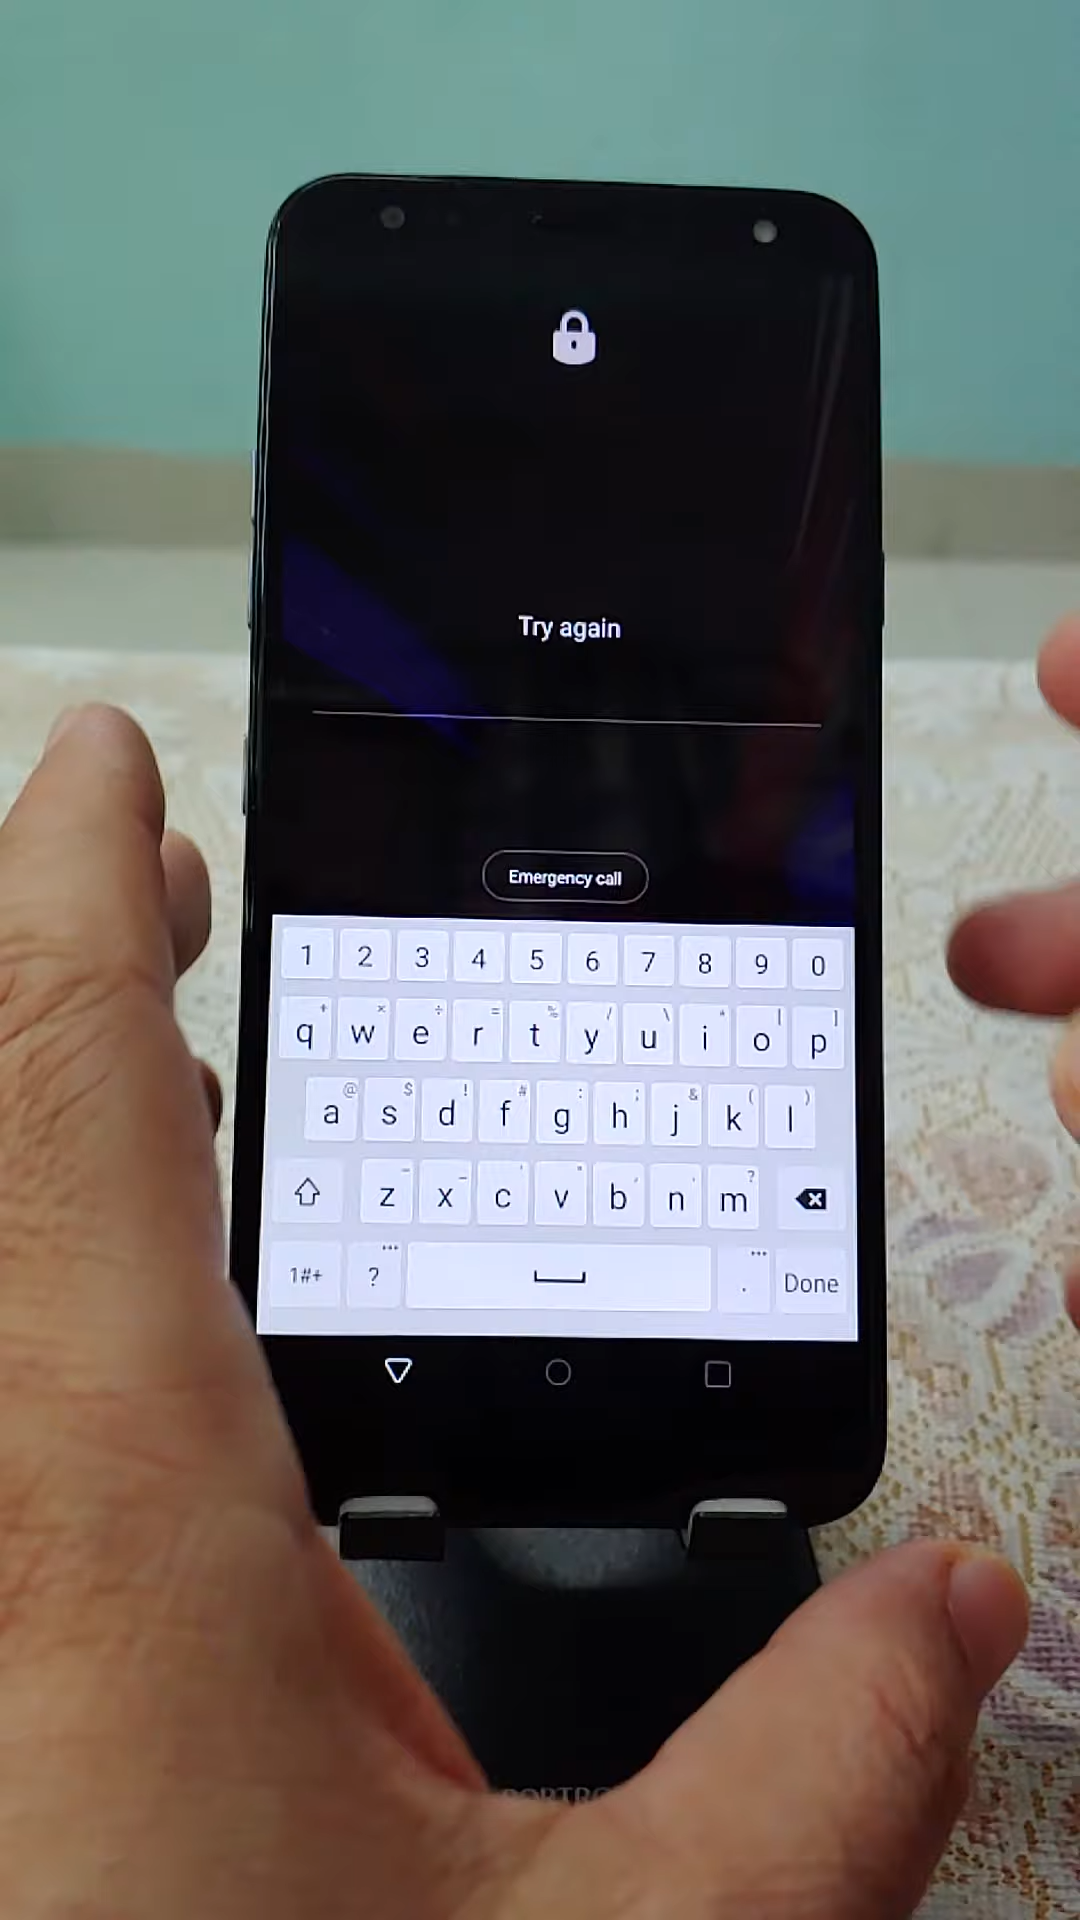 Try again
Emergency call
1 2 3 4 5 6 7 8 9 0
q w e r t y u i o p
a s d f g h j k l
z x c v b n m
1#+ ? . Done